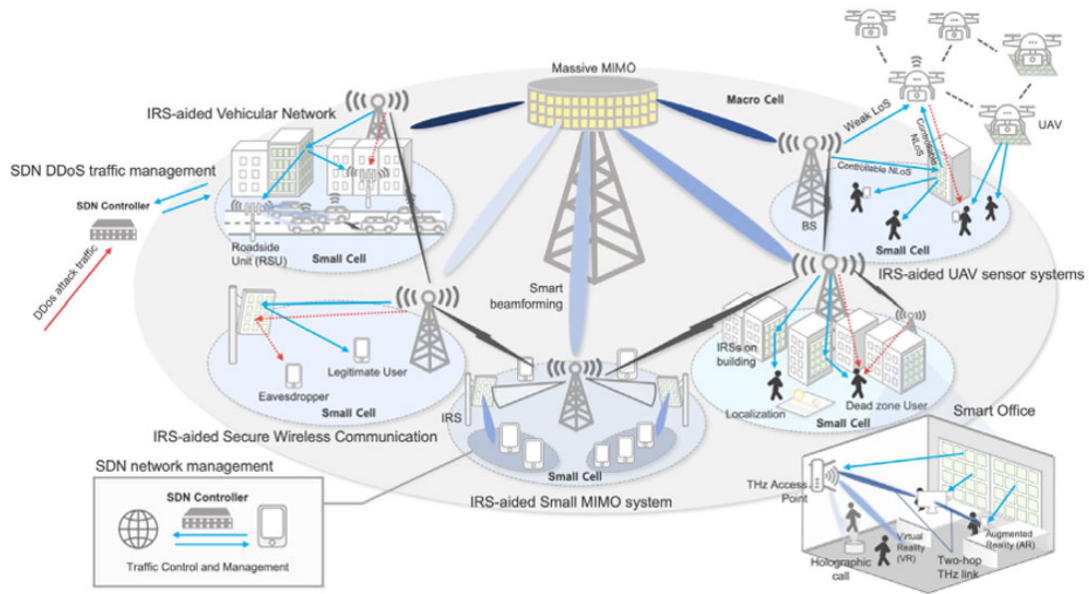 Massive MIMO
Macro Cell
IRS-aided Vehicular Network
SDN DDoS traffic management
SDN Controller
DDos attack traffic
Roadside
Unit (RSU)
Small Cell
Weak LoS
Controllable
NLoS
Controllable NLoS
UAV
BS
Small Cell
IRS-aided UAV sensor systems
Smart
beamforming
Legitimate User
Eavesdropper
Small Cell
IRS-aided Secure Wireless Communication
IRS
Small Cell
IRS-aided Small MIMO system
IRSs on
building
Localization
Dead zone User
Small Cell
SDN network management
SDN Controller
Traffic Control and Management
Smart Office
THz Access
Point
Holographic
call
Virtual
Reality
(VR)
Augmented
Reality (AR)
Two-hop
THz link